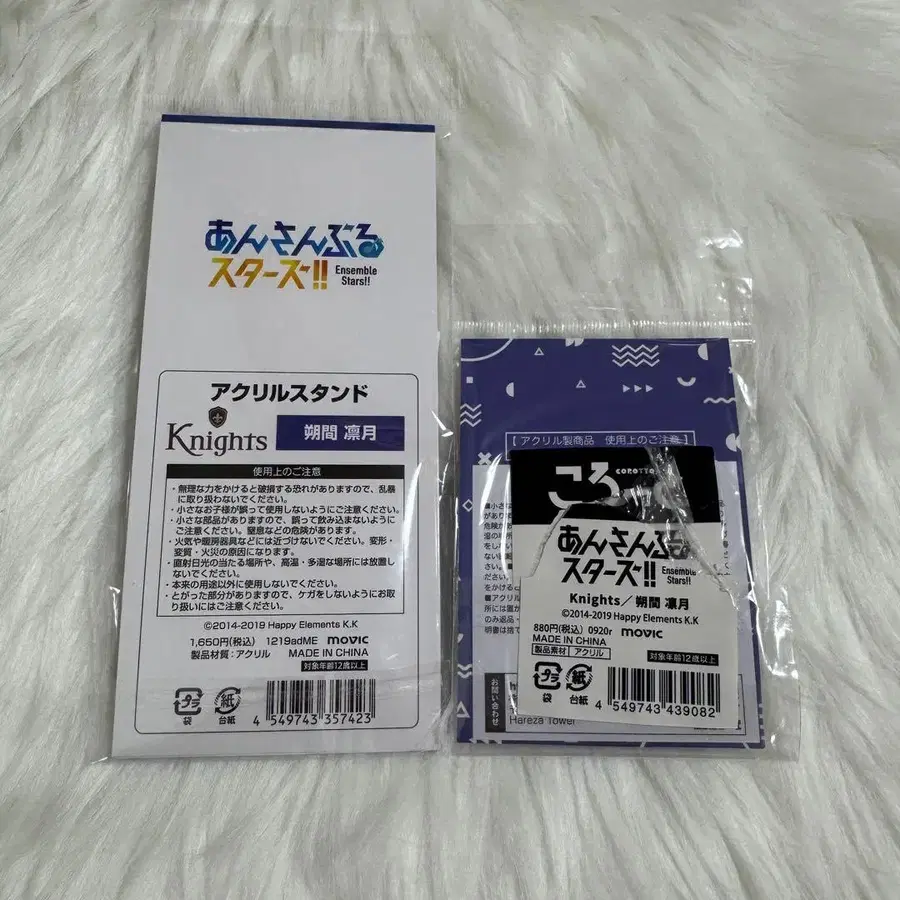 あんさんぶる
スターズ!!
Ensemble
Stars!!
アクリルスタンド
Knights
朔間 凛月
使用上のご注意
・無理な力をかけると破損する恐れがありますので、乱暴
に取り扱わないでください。
・小さなお子様が誤って使用しないようにご注意ください。
・小さな部品がありますので、誤って飲み込まないように
ご注意ください。窒息などの危険があります。
・火気や暖房器具などには近づけないでください。変形・
変質・火災の原因になります。
・直射日光の当たる場所や、高温・多湿な場所には放置し
ないでください。
・本来の用途以外に使用しないでください。
・とがった部分がありますので、ケガをしないようにお取
り扱いにはご注意ください。
©2014-2019 Happy Elements K.K
1,650円(税込) 1219adME movic
製品材質：アクリル MADE IN CHINA
対象年齢12歳以上
プラ
袋
紙
台紙
4 549743 357423
【 アクリル製商品 使用上のご注意 】
ころ
COROTTO
あんさんぶる
スターズ!!
Ensemble
Stars!!
Knights／朔間 凛月
©2014-2019 Happy Elements K.K
880円(税込) 0920r movic
MADE IN CHINA
製品素材 アクリル
対象年齢12歳以上
プラ
袋
紙
台紙
4 549743 439082
お問い合わせ
Hareza Tower